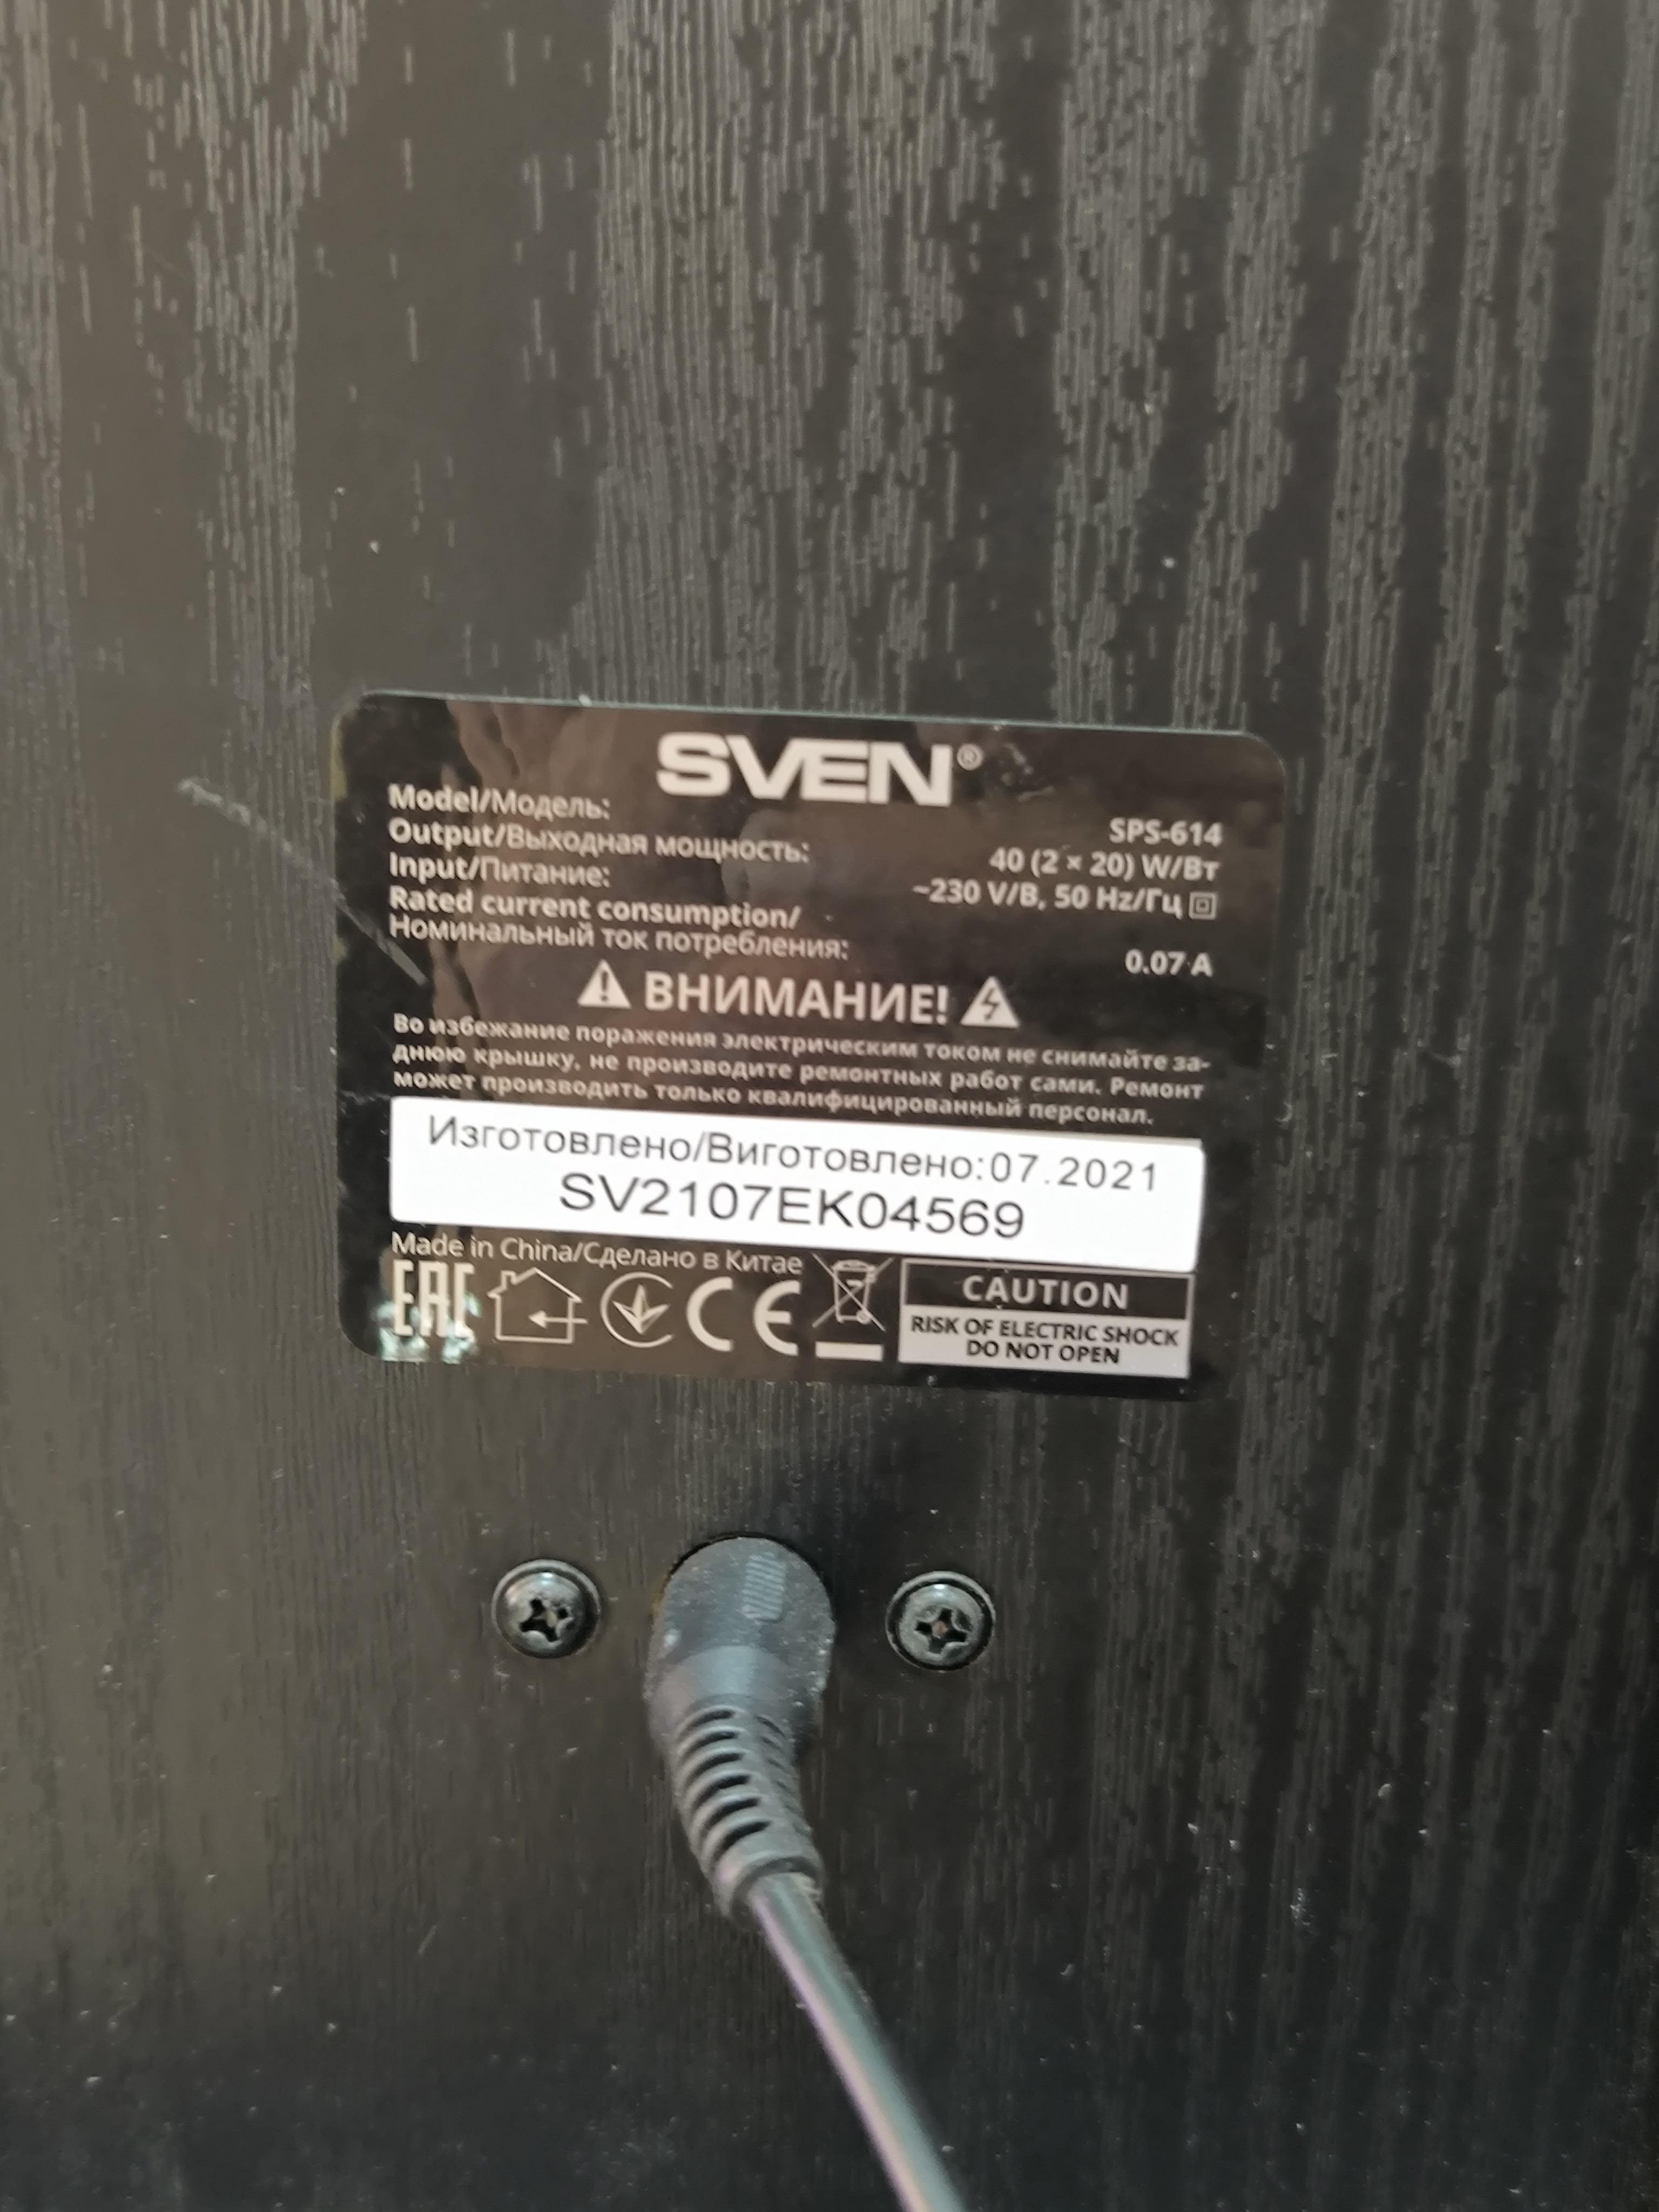 SVEN®
Model/Модель: SPS-614
Output/Выходная мощность: 40 (2 × 20) W/Вт
Input/Питание: ~230 V/В, 50 Hz/Гц
Rated current consumption/
Номинальный ток потребления: 0.07 A
ВНИМАНИЕ!
Во избежание поражения электрическим током не снимайте за-
днюю крышку, не производите ремонтных работ сами. Ремонт
может производить только квалифицированный персонал.
Изготовлено/Виготовлено:07.2021
SV2107EK04569
Made in China/Сделано в Китае
EAC CE
CAUTION
RISK OF ELECTRIC SHOCK
DO NOT OPEN